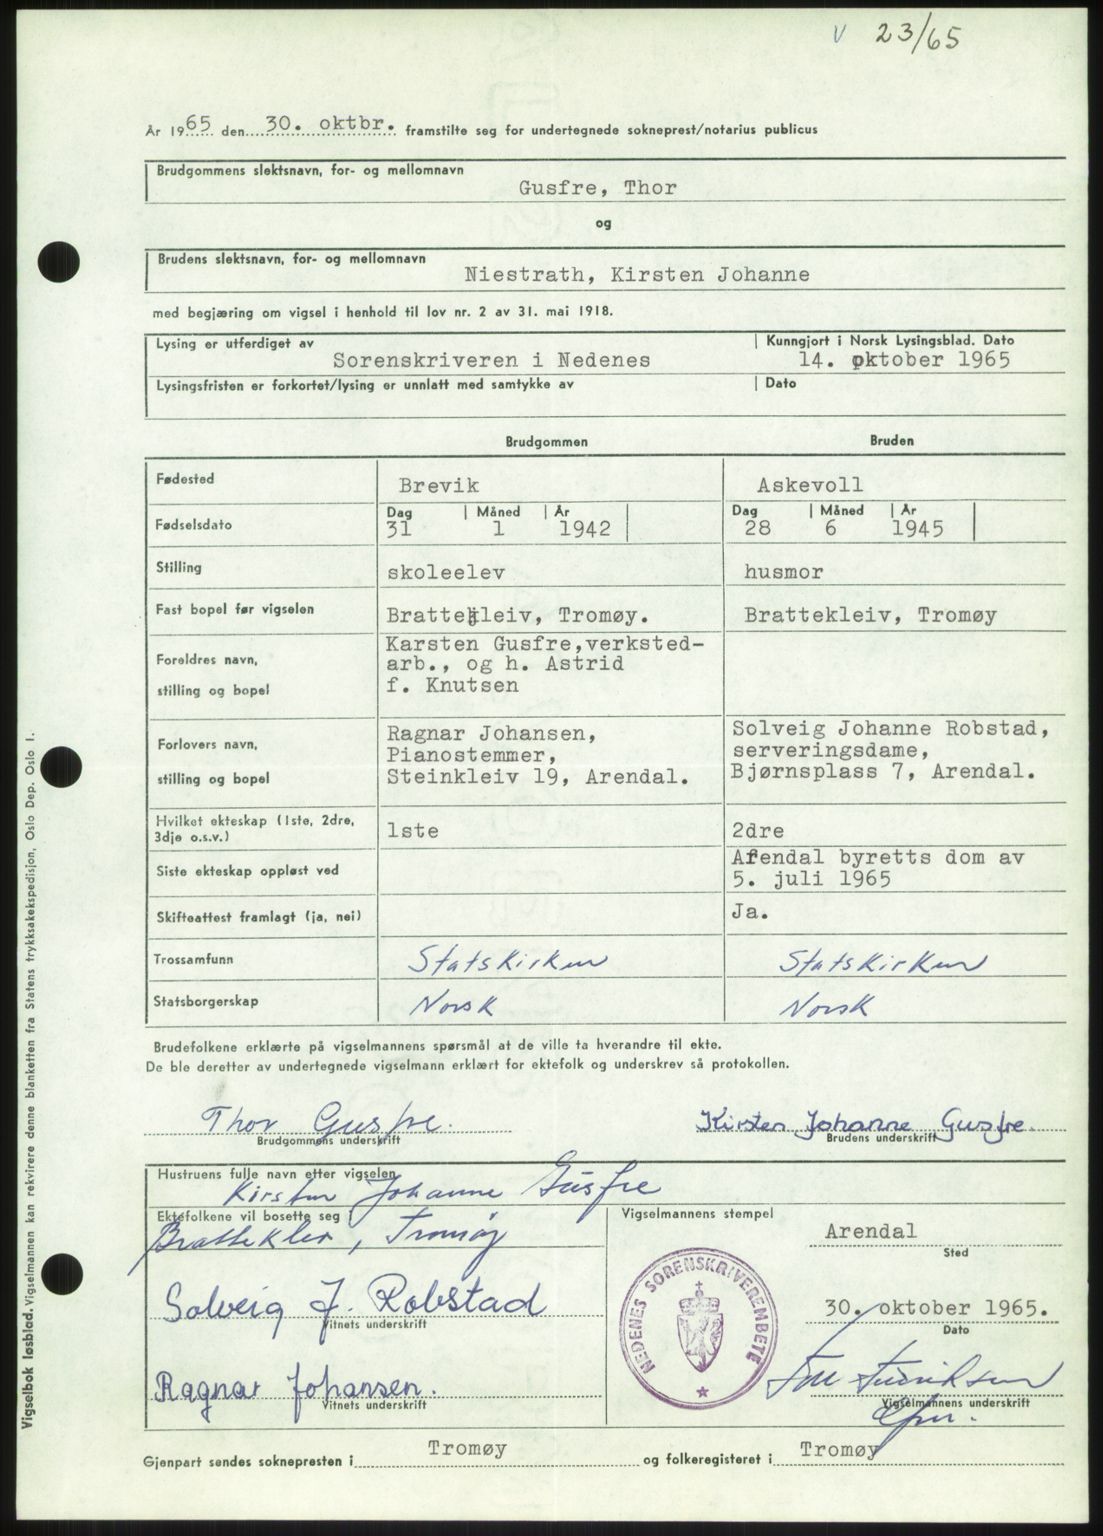 V 23/65
År 1965 den 30. oktbr. framstilte seg for undertegnede sokneprest/notarius publicus
Brudgommens slektsnavn, for- og mellomnavn
Gusfre, Thor
og
Brudens slektsnavn, for- og mellomnavn
Niestrath, Kirsten Johanne
med begjæring om vigsel i henhold til lov nr. 2 av 31. mai 1918.
Lysing er utferdiget av | Kunngjort i Norsk Lysingsblad. Dato
Sorenskriveren i Nedenes 14. oktober 1965
Lysingsfristen er forkortet/lysing er unnlatt med samtykke av | Dato
Brudgommen Bruden
Fødested Brevik Askevoll
Dag | Måned | År Dag | Måned | År
Fødselsdato 31 1 1942 28 6 1945
Stilling skoleelev husmor
Fast bopel før vigselen Brattekleiv, Tromøy. Brattekleiv, Tromøy
Foreldres navn,
stilling og bopel
Karsten Gusfre,verksted-
arb., og h. Astrid
f. Knutsen
Forlovers navn,
stilling og bopel
Ragnar Johansen,
Pianostemmer,
Steinkleiv 19, Arendal.
Solveig Johanne Robstad,
serveringsdame,
Bjørnsplass 7, Arendal.
Hvilket ekteskap (1ste, 2dre,
3dje o.s.v.)
1ste 2dre
Siste ekteskap oppløst ved
Arendal byretts dom av
5. juli 1965
Skifteattest framlagt (ja, nei) Ja.
Trossamfunn Statskirken Statskirken
Statsborgerskap Norsk Norsk
Brudefolkene erklærte på vigselmannens spørsmål at de ville ta hverandre til ekte.
De ble deretter av undertegnede vigselmann erklært for ektefolk og underskrev så protokollen.
Thor Gusfre. Kirsten Johanne Gusfre.
Brudgommens underskrift Brudens underskrift
Hustruens fulle navn etter vigselen
Kirsten Johanne Gusfre
Ektefolkene vil bosette seg i
Brattekleiv, Tromøy
Vigselmannens stempel
Arendal
Sted
NEDENES SORENSKRIVEREMBETE
Solveig J. Robstad
Vitnets underskrift
30. oktober 1965.
Dato
Ragnar Johansen.
Vitnets underskrift
Vigselmannens underskrift
Gjenpart sendes soknepresten i Tromøy og folkeregisteret i Tromøy
Vigselbok løsblad. Vigselmannen kan rekvirere denne blanketten fra Statens trykksakekspedisjon, Oslo Dep. Oslo 1.